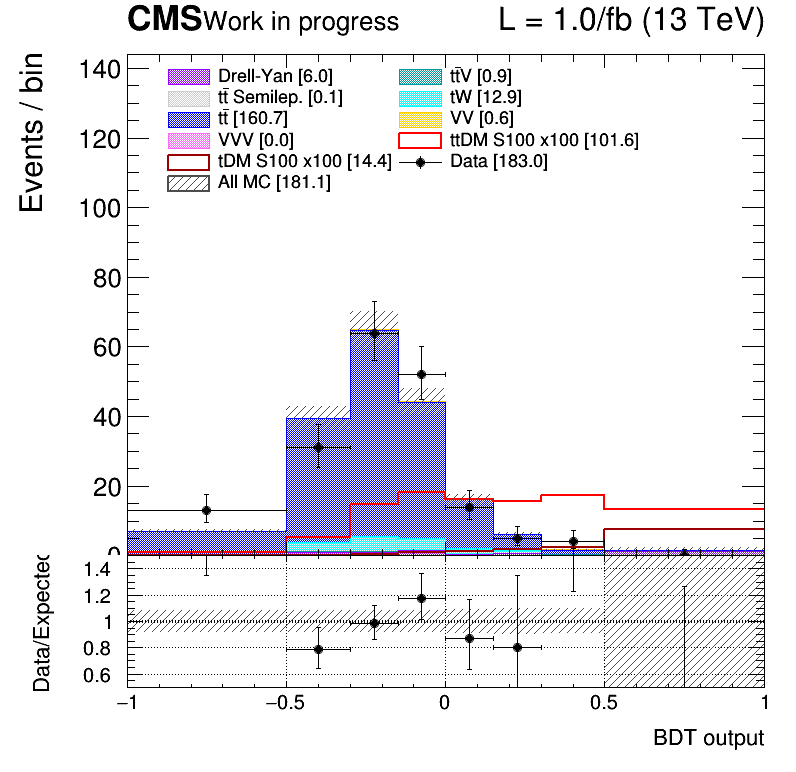 CMS Work in progress L = 1.0/fb (13 TeV)
Events / bin
140
120
100
80
60
40
20
0
Drell-Yan [6.0] tt̄V [0.9]
tt̄ Semilep. [0.1] tW [12.9]
tt̄ [160.7] VV [0.6]
VVV [0.0] ttDM S100 x100 [101.6]
tDM S100 x100 [14.4] Data [183.0]
All MC [181.1]
Data/Expected
1.4
1.2
1
0.8
0.6
−1 −0.5 0 0.5 1
BDT output